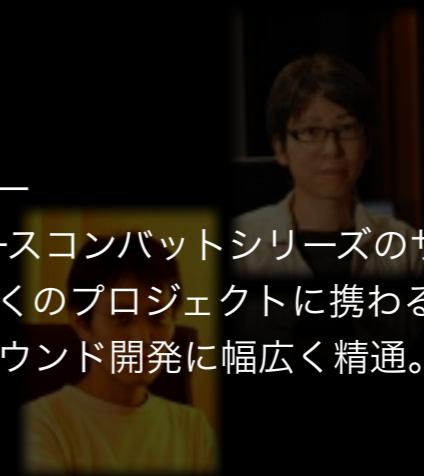 ースコンバットシリーズのサ
くのプロジェクトに携わる
ウンド開発に幅広く精通。